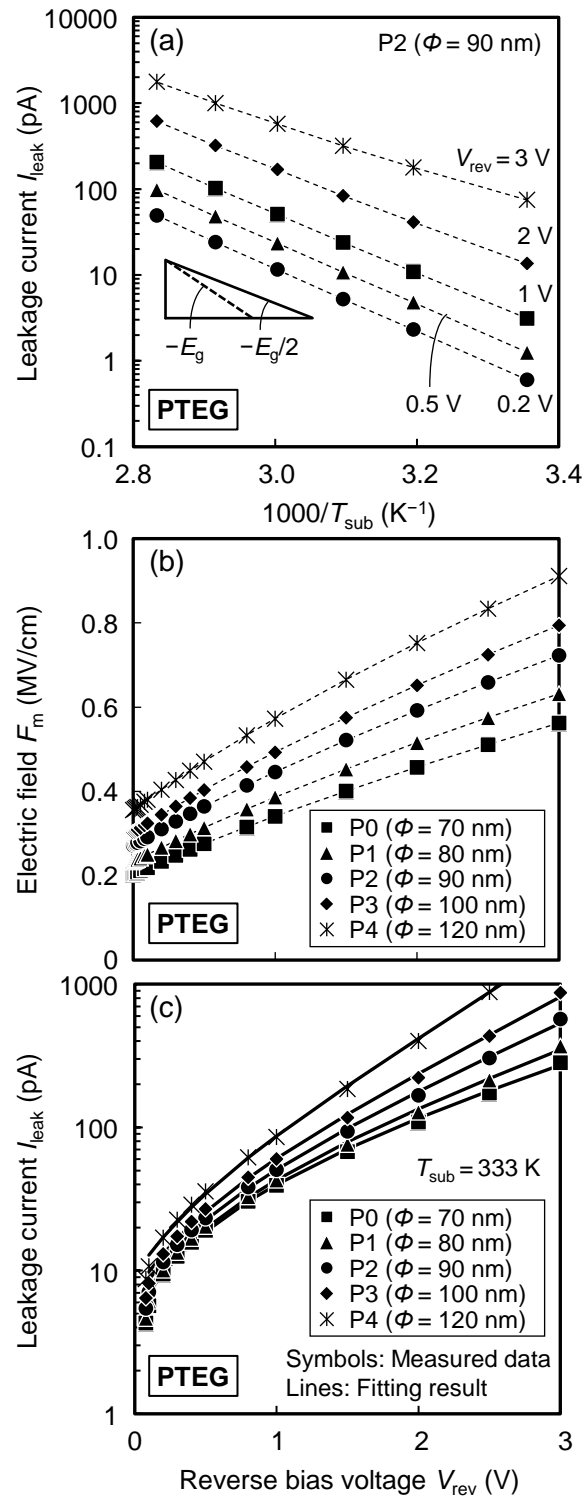 (a)
P2 (Φ = 90 nm)
10000
1000
100
10
1
0.1
Leakage current I_leak (pA)
V_rev = 3 V
2 V
1 V
0.5 V
0.2 V
−E_g
−E_g/2
PTEG
2.8
3.0
3.2
3.4
1000/T_sub (K⁻¹)
(b)
1.0
0.8
0.6
0.4
0.2
0
Electric field F_m (MV/cm)
P0 (Φ = 70 nm)
P1 (Φ = 80 nm)
P2 (Φ = 90 nm)
P3 (Φ = 100 nm)
P4 (Φ = 120 nm)
PTEG
(c)
1000
100
10
1
Leakage current I_leak (pA)
T_sub = 333 K
P0 (Φ = 70 nm)
P1 (Φ = 80 nm)
P2 (Φ = 90 nm)
P3 (Φ = 100 nm)
P4 (Φ = 120 nm)
Symbols: Measured data
Lines: Fitting result
PTEG
0
1
2
3
Reverse bias voltage V_rev (V)